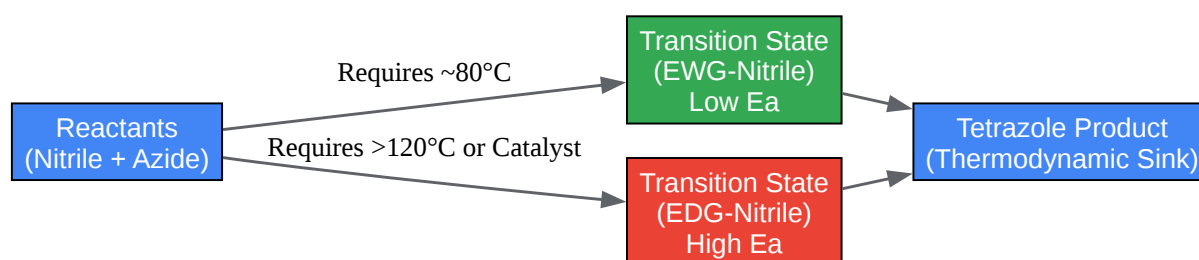 Reactants
(Nitrile + Azide)
Requires ~80°C
Requires >120°C or Catalyst
Transition State
(EWG-Nitrile)
Low Ea
Transition State
(EDG-Nitrile)
High Ea
Tetrazole Product
(Thermodynamic Sink)